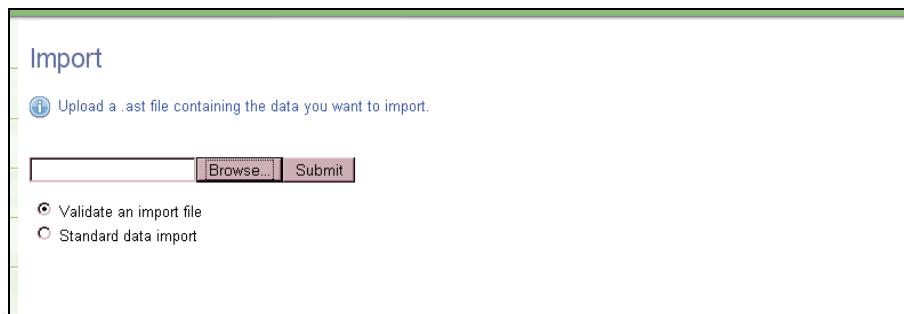 Import
Upload a .ast file containing the data you want to import.
Browse... Submit
Validate an import file
Standard data import